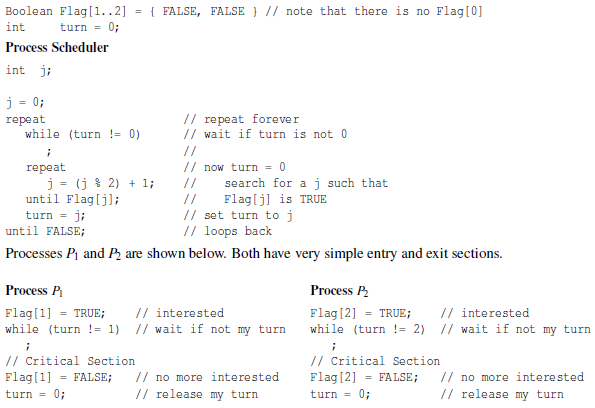 Boolean Flag[1..2] = { FALSE, FALSE } // note that there is no Flag[0]
int     turn = 0;
Process Scheduler
int  j;
j = 0;
repeat                  // repeat forever
   while (turn != 0)    // wait if turn is not 0
      ;                 //
   repeat               // now turn = 0
      j = (j % 2) + 1;  //    search for a j such that
   until Flag[j];       //    Flag[j] is TRUE
   turn = j;            // set turn to j
until FALSE;            // loops back
Processes P1 and P2 are shown below. Both have very simple entry and exit sections.
Process P1                              Process P2
Flag[1] = TRUE;    // interested        Flag[2] = TRUE;    // interested
while (turn != 1)  // wait if not my turn   while (turn != 2)  // wait if not my turn
  ;                                       ;
// Critical Section                     // Critical Section
Flag[1] = FALSE;   // no more interested    Flag[2] = FALSE;   // no more interested
turn = 0;          // release my turn   turn = 0;          // release my turn